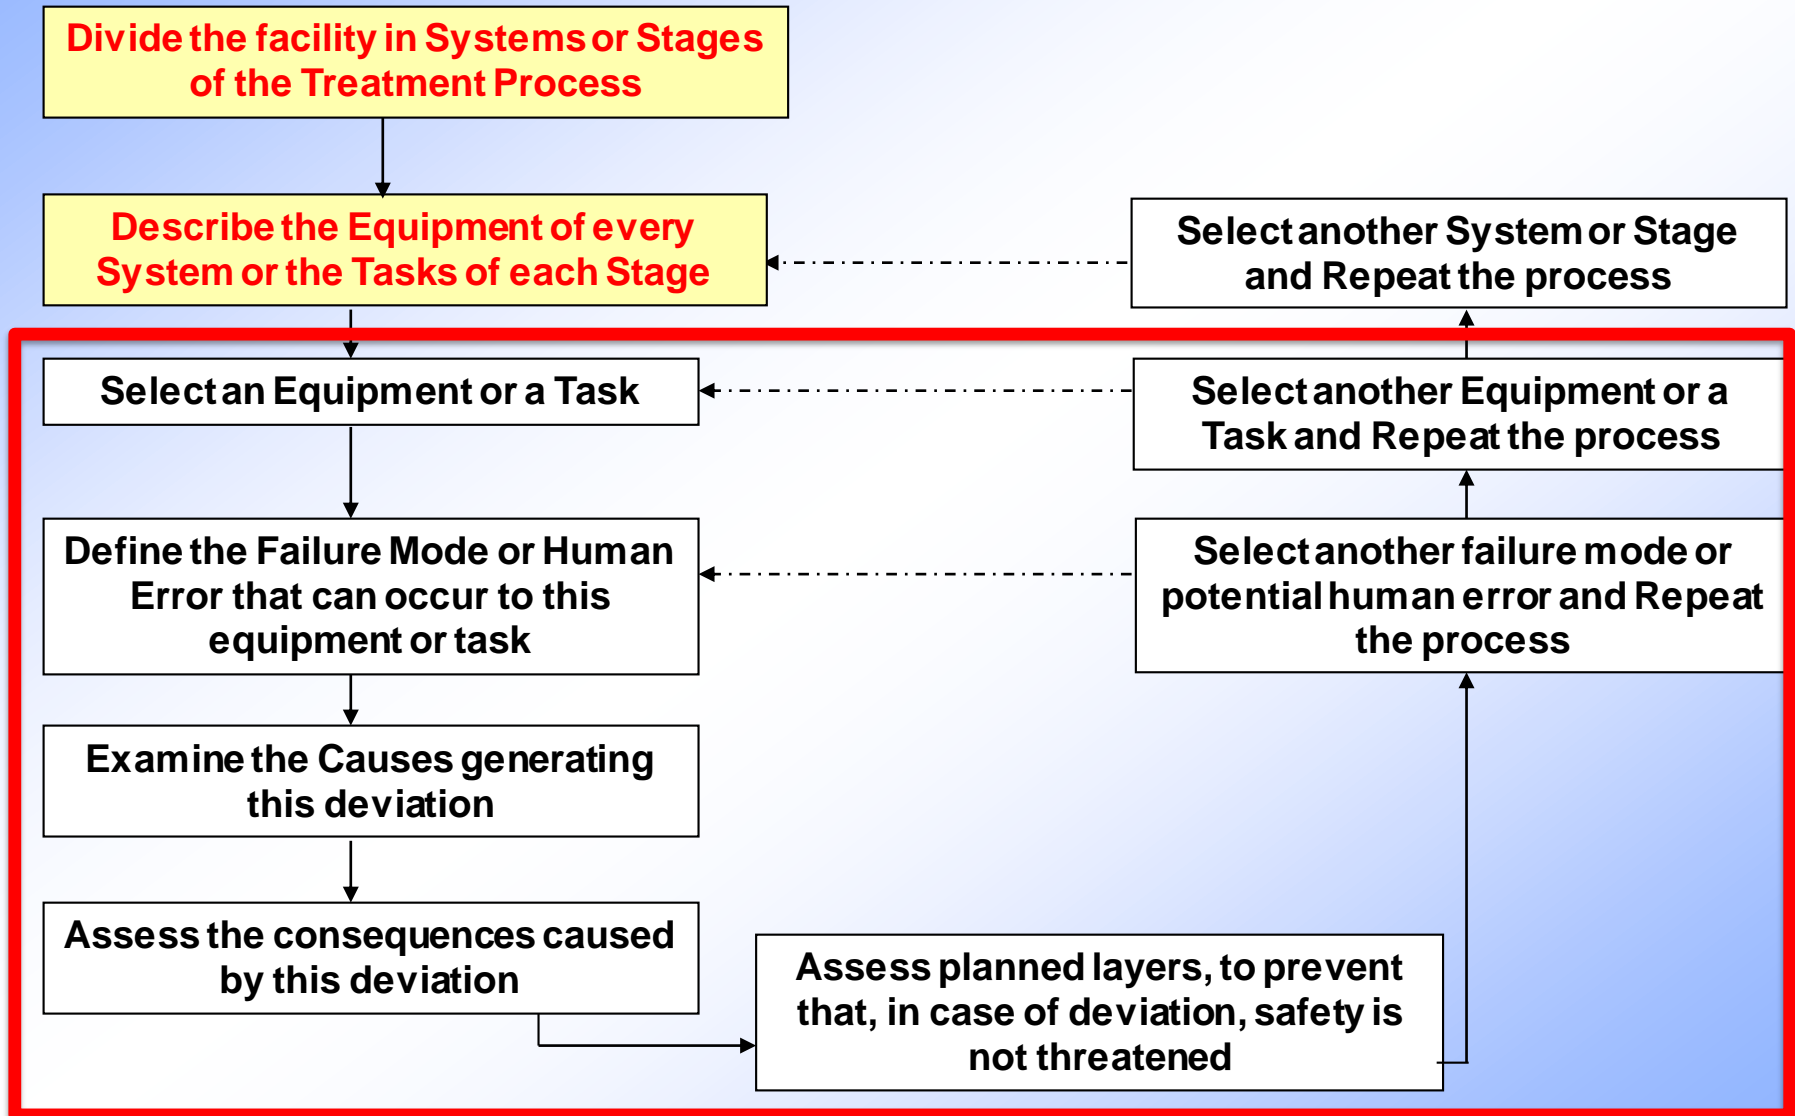 Divide the facility in Systems or Stages
of the Treatment Process
Describe the Equipment of every
System or the Tasks of each Stage
Select another System or Stage
and Repeat the process
Select an Equipment or a Task
Select another Equipment or a
Task and Repeat the process
Define the Failure Mode or Human
Error that can occur to this
equipment or task
Select another failure mode or
potential human error and Repeat
the process
Examine the Causes generating
this deviation
Assess the consequences caused
by this deviation
Assess planned layers, to prevent
that, in case of deviation, safety is
not threatened